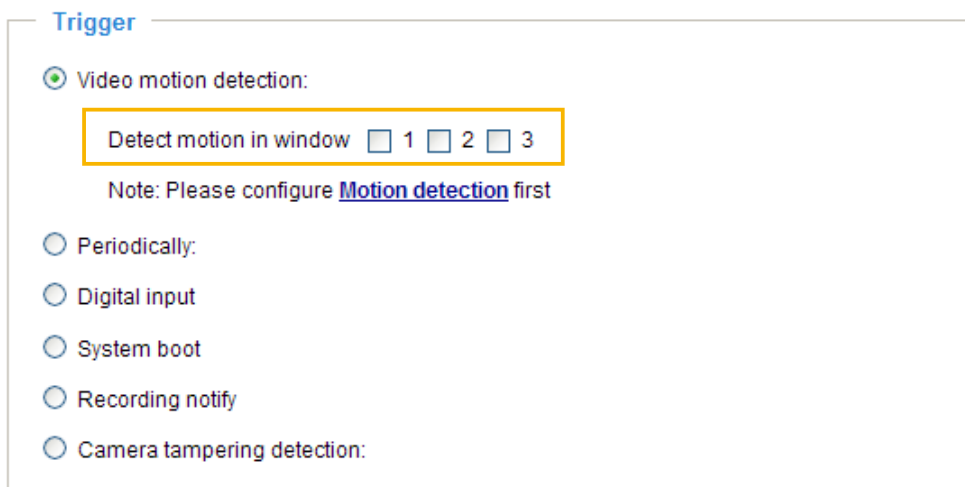 Trigger
Video motion detection:
Detect motion in window 1 2 3
Note: Please configure Motion detection first
Periodically:
Digital input
System boot
Recording notify
Camera tampering detection: